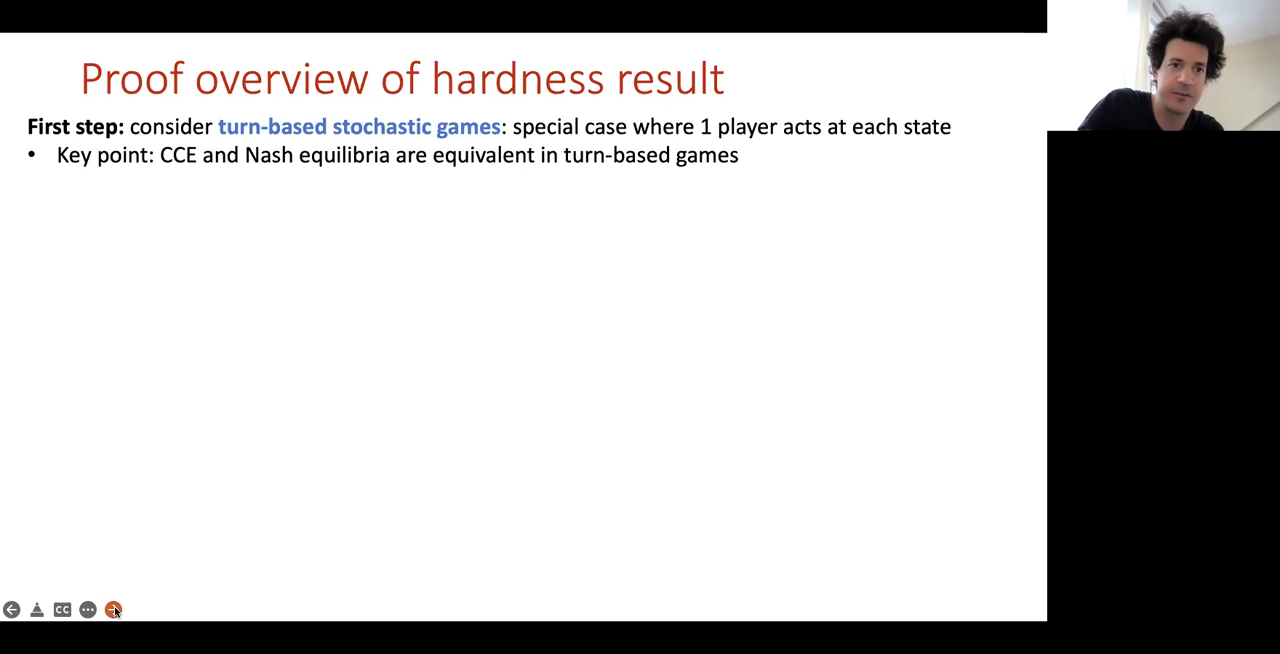 Proof overview of hardness result
First step: consider turn-based stochastic games: special case where 1 player acts at each state
• Key point: CCE and Nash equilibria are equivalent in turn-based games
CC